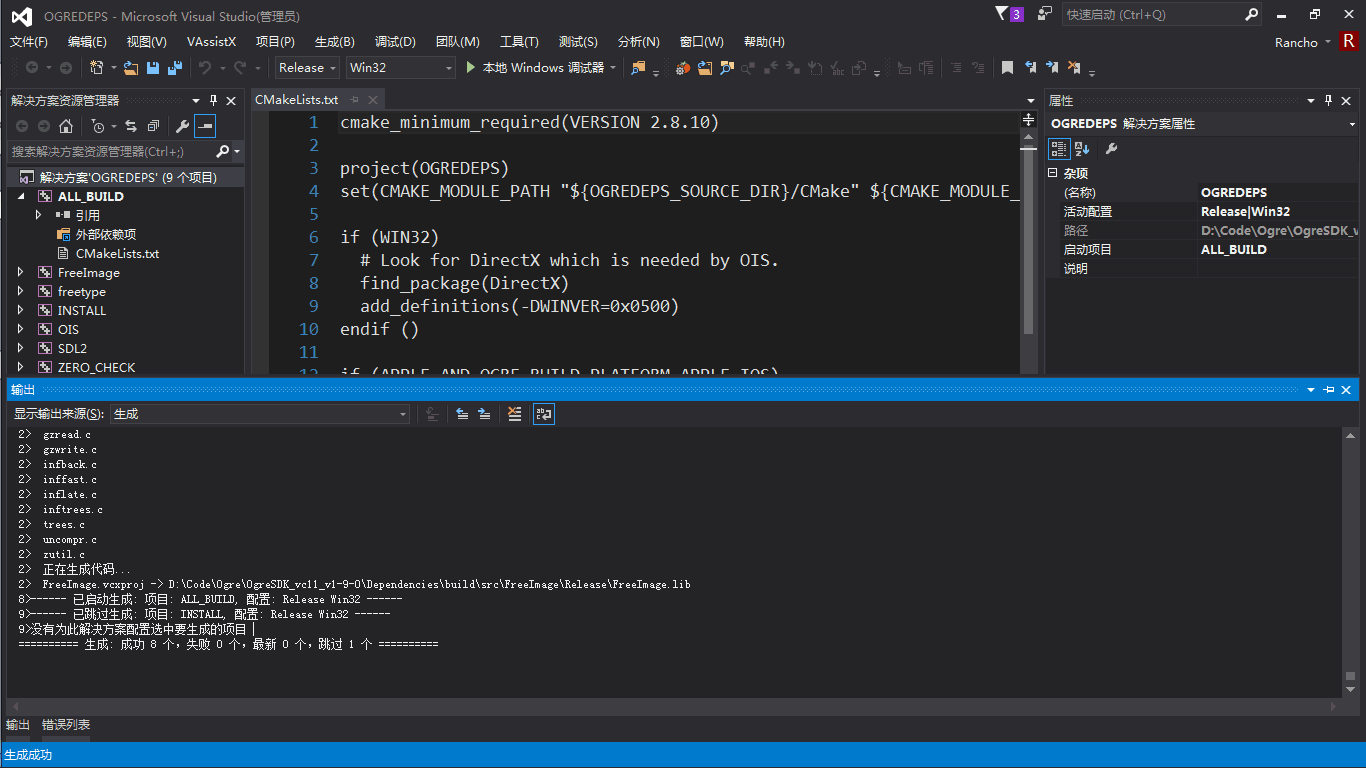 OGREDEPS - Microsoft Visual Studio(管理员)
3
快速启动 (Ctrl+Q)
文件(F) 编辑(E) 视图(V) VAssistX 项目(P) 生成(B) 调试(D) 团队(M) 工具(T) 测试(S) 分析(N) 窗口(W) 帮助(H)
Rancho R
Release Win32 本地 Windows 调试器
解决方案资源管理器
搜索解决方案资源管理器(Ctrl+;)
解决方案'OGREDEPS' (9 个项目)
ALL_BUILD
引用
外部依赖项
CMakeLists.txt
FreeImage
freetype
INSTALL
OIS
SDL2
ZERO_CHECK
CMakeLists.txt
1 cmake_minimum_required(VERSION 2.8.10)
2
3 project(OGREDEPS)
4 set(CMAKE_MODULE_PATH "${OGREDEPS_SOURCE_DIR}/CMake" ${CMAKE_MODULE_
5
6 if (WIN32)
7 # Look for DirectX which is needed by OIS.
8 find_package(DirectX)
9 add_definitions(-DWINVER=0x0500)
10 endif ()
11
12 if (APPLE AND OGRE_BUILD_PLATFORM_APPLE_IOS)
属性
OGREDEPS 解决方案属性
杂项
(名称) OGREDEPS
活动配置 Release|Win32
路径 D:\Code\Ogre\OgreSDK_v
启动项目 ALL_BUILD
说明
输出
显示输出来源(S): 生成
2> gzread.c
2> gzwrite.c
2> infback.c
2> inffast.c
2> inflate.c
2> inftrees.c
2> trees.c
2> uncompr.c
2> zutil.c
2> 正在生成代码...
2> FreeImage.vcxproj -> D:\Code\Ogre\OgreSDK_vc11_v1-9-0\Dependencies\build\src\FreeImage\Release\FreeImage.lib
8>------ 已启动生成: 项目: ALL_BUILD, 配置: Release Win32 ------
9>------ 已跳过生成: 项目: INSTALL, 配置: Release Win32 ------
9>没有为此解决方案配置选中要生成的项目
========== 生成: 成功 8 个，失败 0 个，最新 0 个，跳过 1 个 ==========
输出 错误列表
生成成功